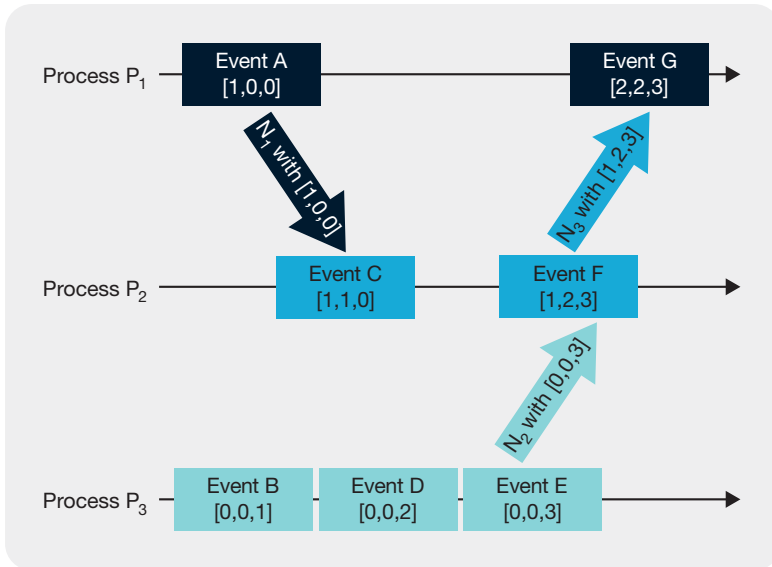 Process P₁
Event A
[1,0,0]
Event G
[2,2,3]
N₁ with [1,0,0]
N₃ with [1,2,3]
Process P₂
Event C
[1,1,0]
Event F
[1,2,3]
N₂ with [0,0,3]
Process P₃
Event B
[0,0,1]
Event D
[0,0,2]
Event E
[0,0,3]